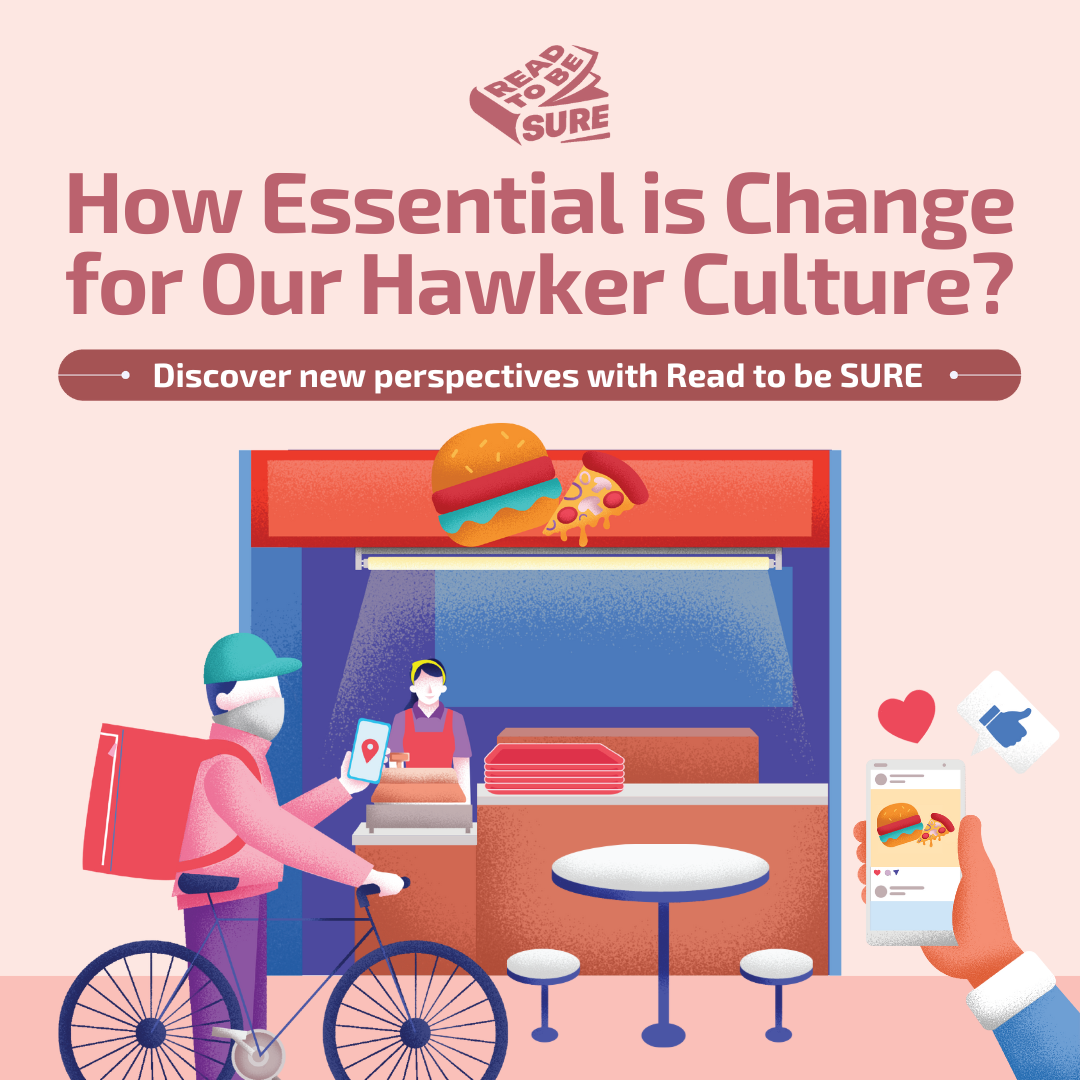 READ
TO BE
SURE
How Essential is Change
for Our Hawker Culture?
Discover new perspectives with Read to be SURE